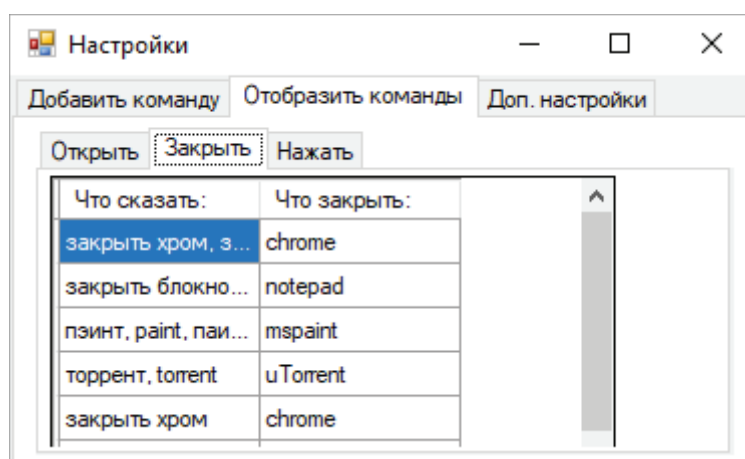 Настройки
Добавить команду Отобразить команды Доп. настройки
Открыть Закрыть Нажать
Что сказать: Что закрыть:
закрыть хром, з... chrome
закрыть блокно... notepad
пэинт, paint, паи... mspaint
торрент, torrent uTorrent
закрыть хром chrome